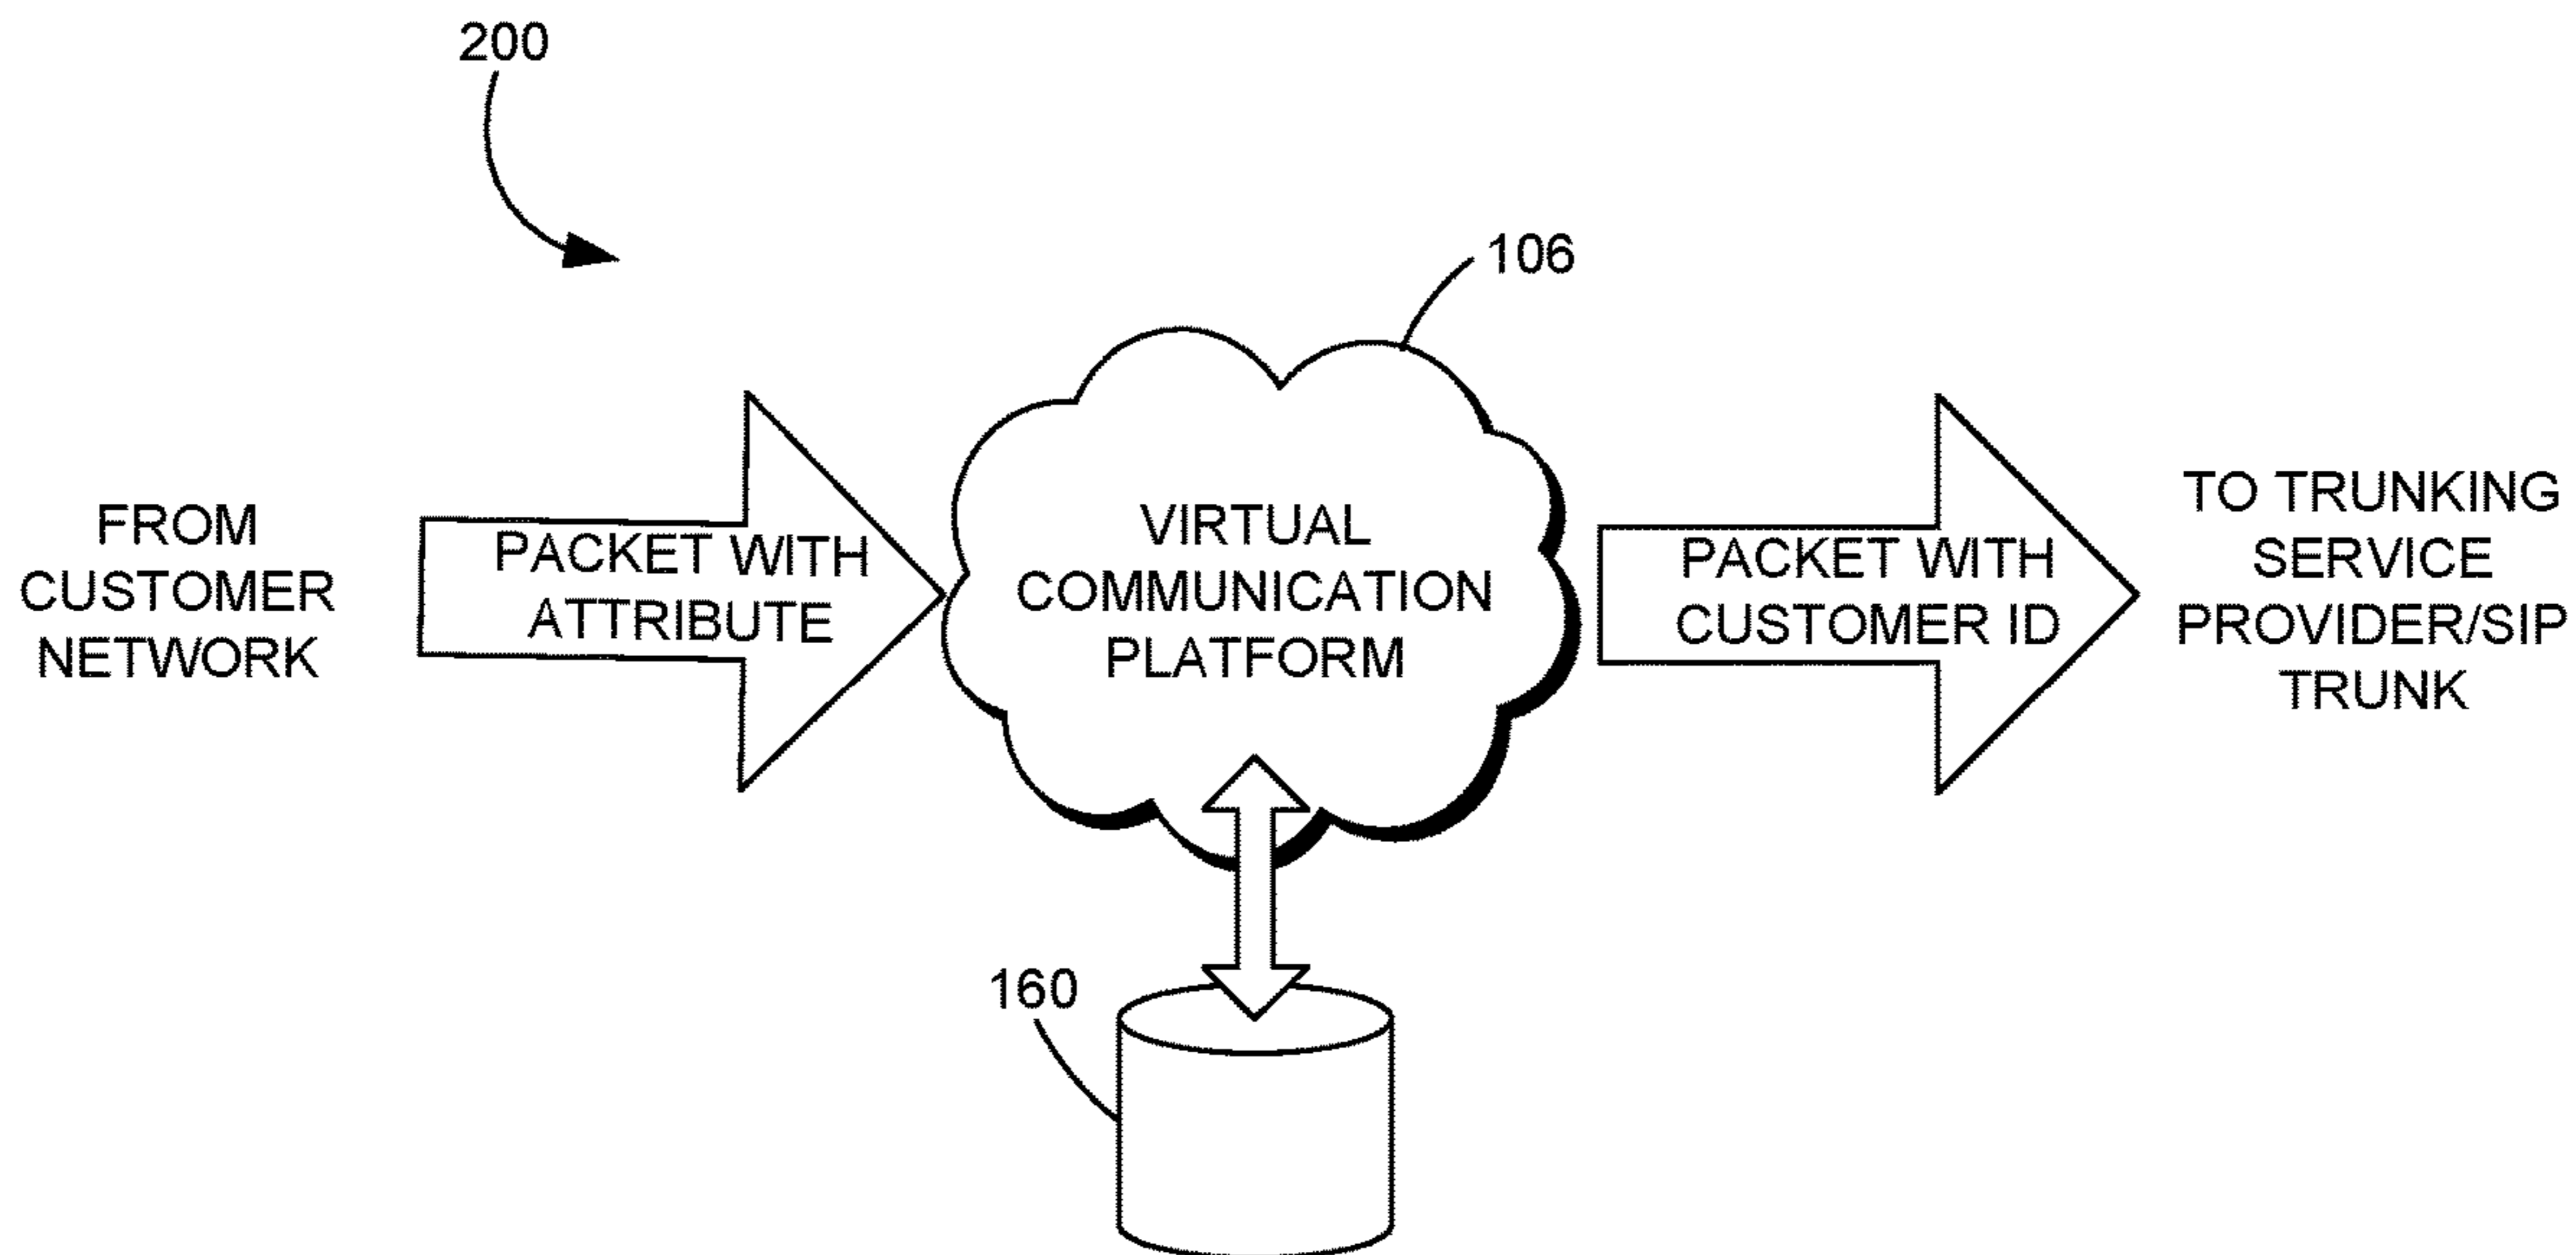 200
106
FROM
CUSTOMER
NETWORK
PACKET WITH
ATTRIBUTE
VIRTUAL
COMMUNICATION
PLATFORM
PACKET WITH
CUSTOMER ID
TO TRUNKING
SERVICE
PROVIDER/SIP
TRUNK
160